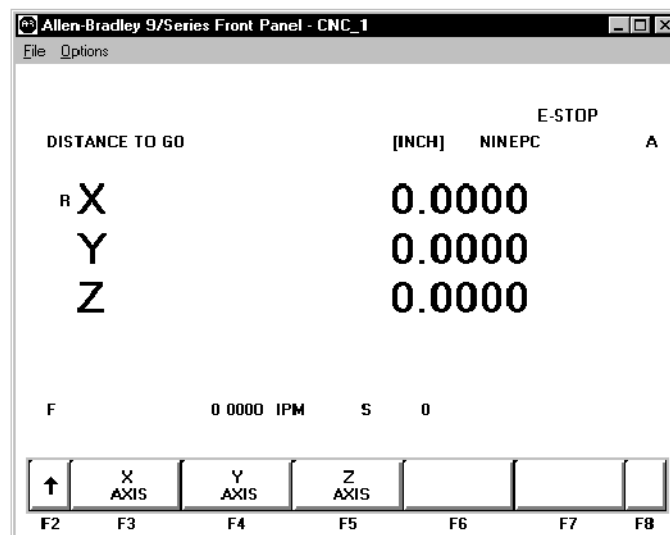 Allen-Bradley 9/Series Front Panel - CNC_1
File Options
E-STOP
DISTANCE TO GO [INCH] NINEPC A
R X 0.0000
Y 0.0000
Z 0.0000
F 0 0000 IPM S 0
↑ X AXIS Y AXIS Z AXIS
F2 F3 F4 F5 F6 F7 F8